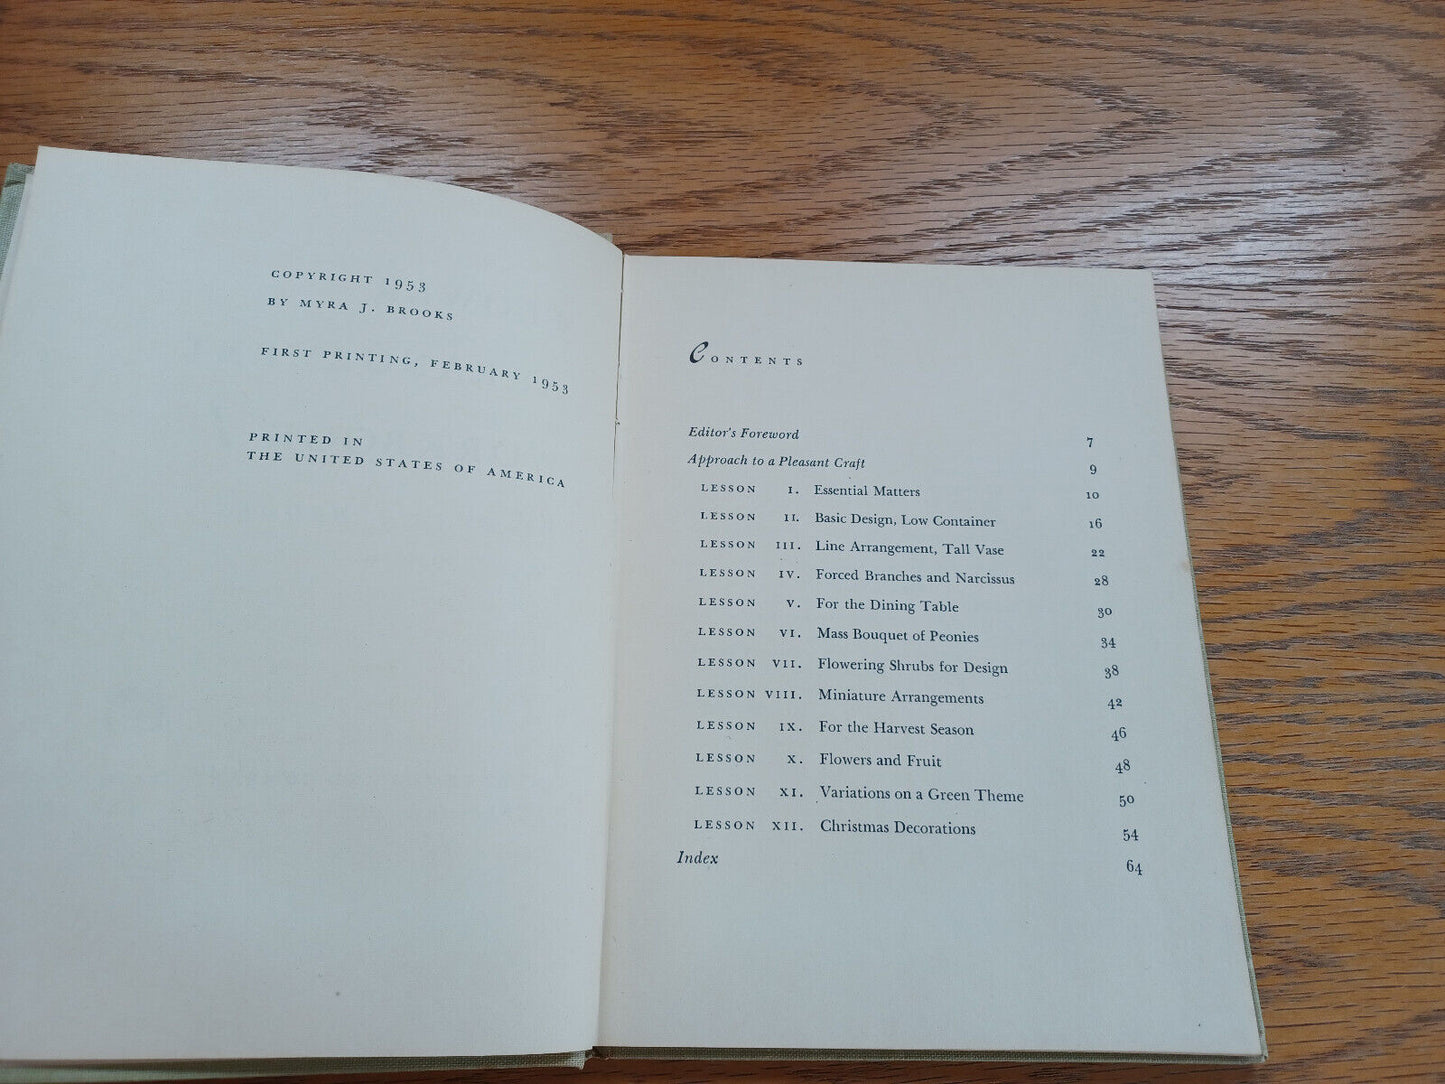 COPYRIGHT 1953
BY MYRA J. BROOKS
FIRST PRINTING, FEBRUARY 1953
PRINTED IN
THE UNITED STATES OF AMERICA
CONTENTS
Editor's Foreword 7
Approach to a Pleasant Craft 9
LESSON I. Essential Matters 10
LESSON II. Basic Design, Low Container 16
LESSON III. Line Arrangement, Tall Vase 22
LESSON IV. Forced Branches and Narcissus 28
LESSON V. For the Dining Table 30
LESSON VI. Mass Bouquet of Peonies 34
LESSON VII. Flowering Shrubs for Design 38
LESSON VIII. Miniature Arrangements 42
LESSON IX. For the Harvest Season 46
LESSON X. Flowers and Fruit 48
LESSON XI. Variations on a Green Theme 50
LESSON XII. Christmas Decorations 54
Index 64